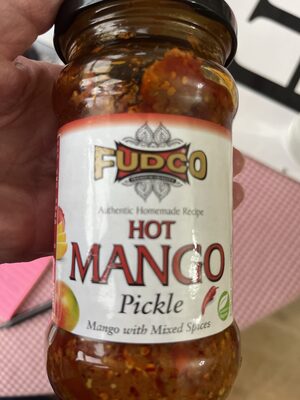 FUDCO
Authentic Homemade Recipe
HOT
MANGO
Pickle
Mango with Mixed Spices